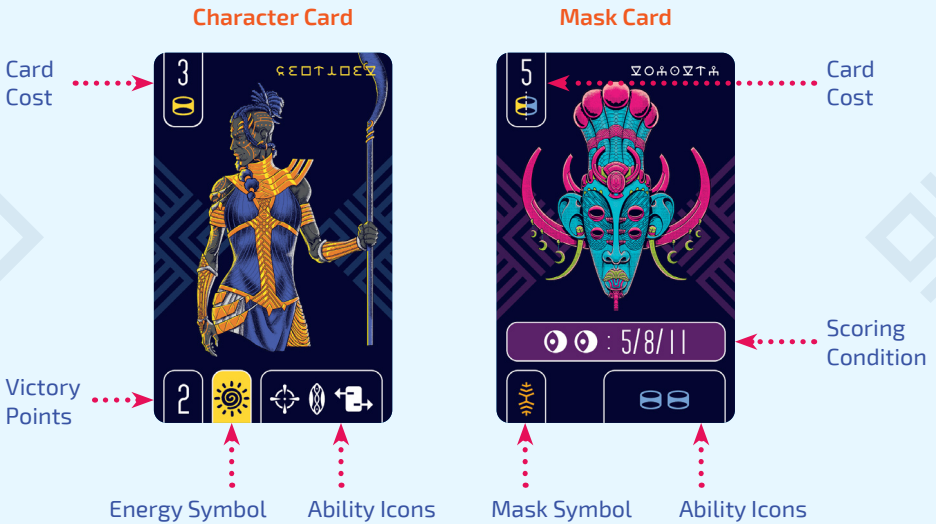 Character Card
Mask Card
Card
Cost
3
5
Card
Cost
5/8/11
Scoring
Condition
Victory
Points
2
Energy Symbol
Ability Icons
Mask Symbol
Ability Icons